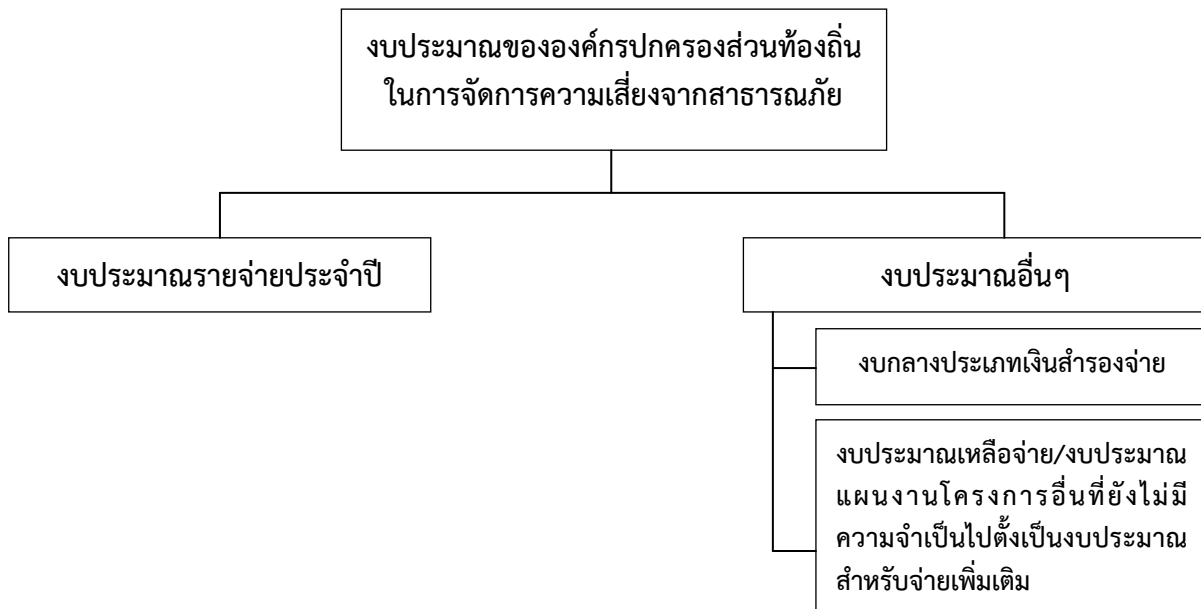 งบประมาณขององค์กรปกครองส่วนท้องถิ่น
ในการจัดการความเสี่ยงจากสาธารณภัย
งบประมาณรายจ่ายประจำปี
งบประมาณอื่นๆ
งบกลางประเภทเงินสำรองจ่าย
งบประมาณเหลือจ่าย/งบประมาณ
แผนงานโครงการอื่นที่ยังไม่มี
ความจำเป็นไปตั้งเป็นงบประมาณ
สำหรับจ่ายเพิ่มเติม